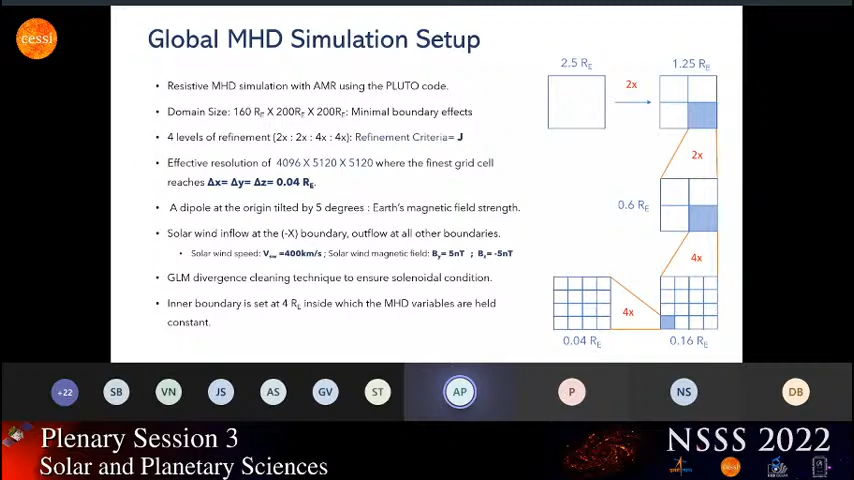 cessi
Global MHD Simulation Setup
• Resistive MHD simulation with AMR using the PLUTO code.
• Domain Size: 160 RE X 200RE X 200RE: Minimal boundary effects
• 4 levels of refinement (2x : 2x : 4x : 4x): Refinement Criteria= J
• Effective resolution of 4096 X 5120 X 5120 where the finest grid cell
reaches Δx= Δy= Δz= 0.04 RE.
• A dipole at the origin tilted by 5 degrees : Earth's magnetic field strength.
• Solar wind inflow at the (-X) boundary, outflow at all other boundaries.
• Solar wind speed: Vsw =400km/s ; Solar wind magnetic field: By= 5nT ; Bz= -5nT
• GLM divergence cleaning technique to ensure solenoidal condition.
• Inner boundary is set at 4 RE inside which the MHD variables are held
constant.
2.5 RE
2x
1.25 RE
2x
0.6 RE
4x
4x
0.04 RE
0.16 RE
+22
SB
VN
JS
AS
GV
ST
AP
P
NS
DB
Plenary Session 3
Solar and Planetary Sciences
NSSS 2022
cessi